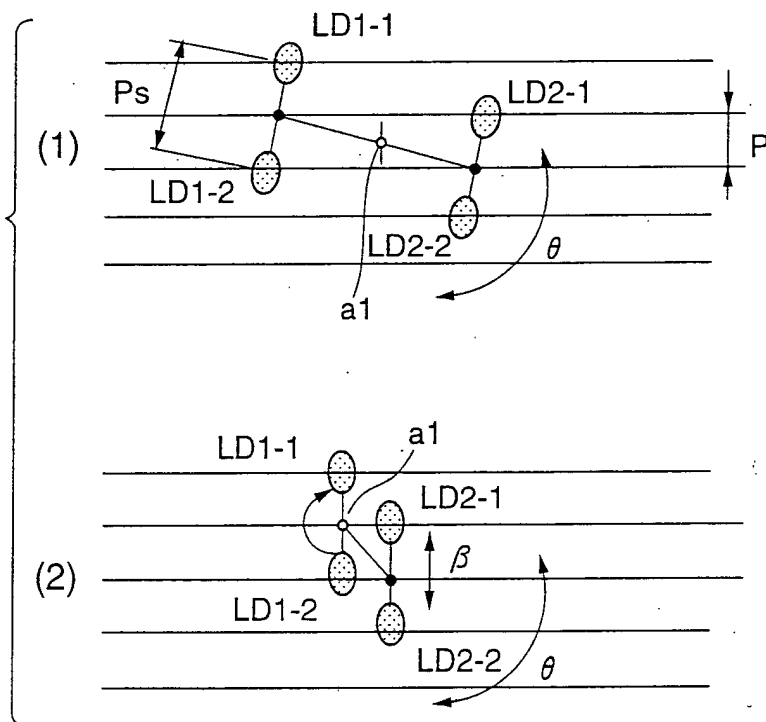 LD1-1
Ps
LD2-1
(1)
P
LD1-2
LD2-2
θ
a1
a1
LD1-1
LD2-1
(2)
β
LD1-2
LD2-2
θ